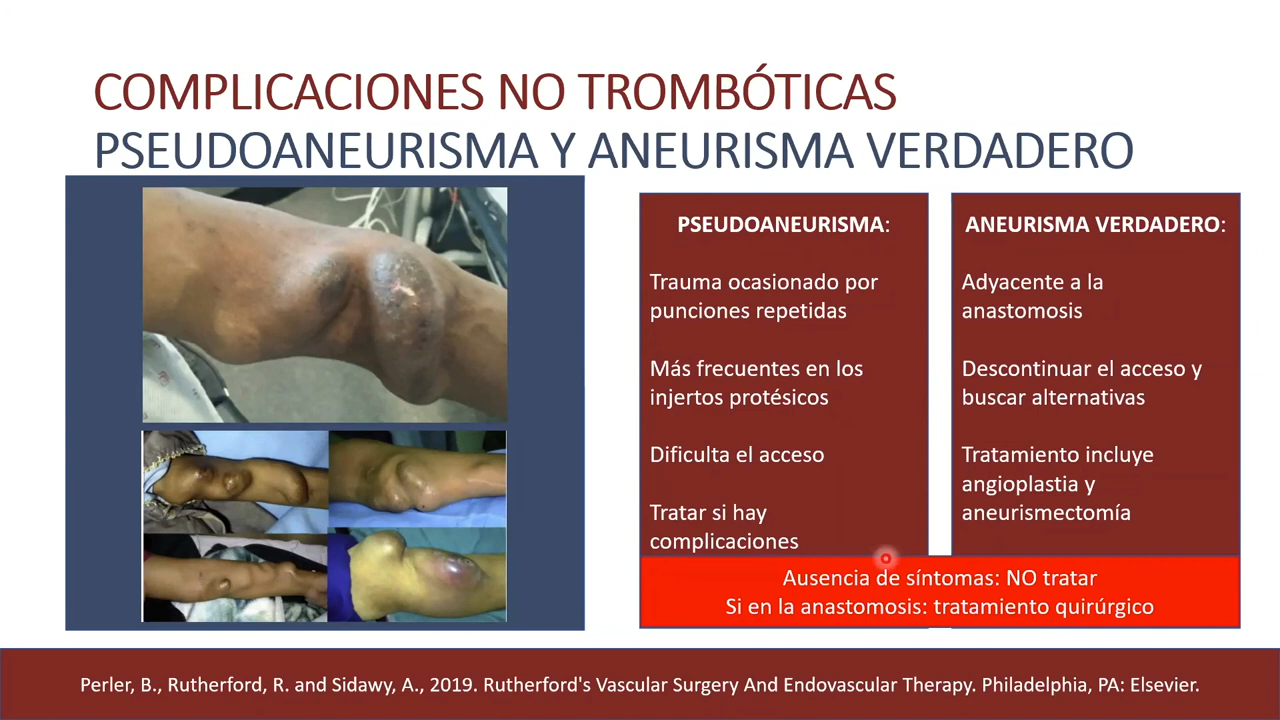 COMPLICACIONES NO TROMBÓTICAS
PSEUDOANEURISMA Y ANEURISMA VERDADERO
PSEUDOANEURISMA:
Trauma ocasionado por
punciones repetidas
Más frecuentes en los
injertos protésicos
Dificulta el acceso
Tratar si hay
complicaciones
ANEURISMA VERDADERO:
Adyacente a la
anastomosis
Descontinuar el acceso y
buscar alternativas
Tratamiento incluye
angioplastia y
aneurismectomía
Ausencia de síntomas: NO tratar
Si en la anastomosis: tratamiento quirúrgico
Perler, B., Rutherford, R. and Sidawy, A., 2019. Rutherford's Vascular Surgery And Endovascular Therapy. Philadelphia, PA: Elsevier.